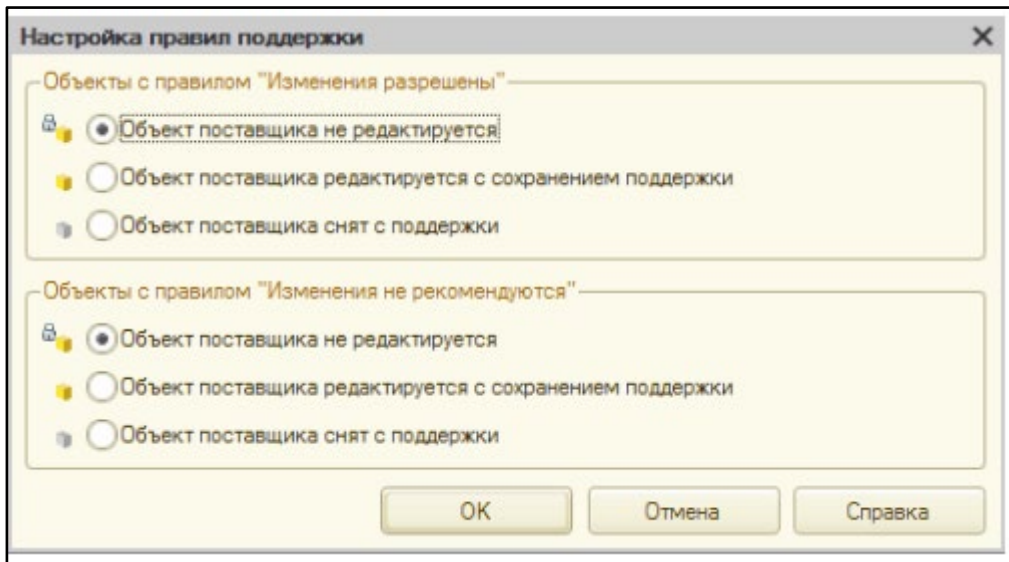 Настройка правил поддержки
Объекты с правилом "Изменения разрешены"
Объект поставщика не редактируется
Объект поставщика редактируется с сохранением поддержки
Объект поставщика снят с поддержки
Объекты с правилом "Изменения не рекомендуются"
Объект поставщика не редактируется
Объект поставщика редактируется с сохранением поддержки
Объект поставщика снят с поддержки
OK Отмена Справка